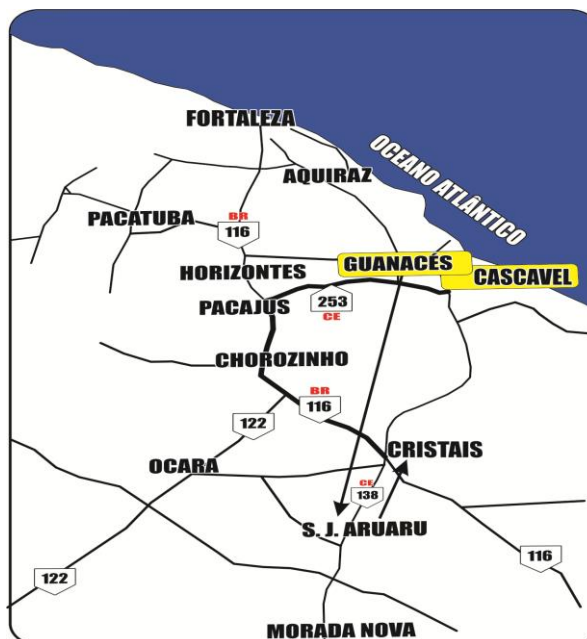 FORTALEZA
OCEANO ATLÂNTICO
AQUIRAZ
PACATUBA
BR
116
GUANACÉS
HORIZONTES
CASCAVEL
PACAJUS
253
CE
CHOROZINHO
BR
116
122
CRISTAIS
OCARA
CE
138
S. J. ARUARU
116
122
MORADA NOVA